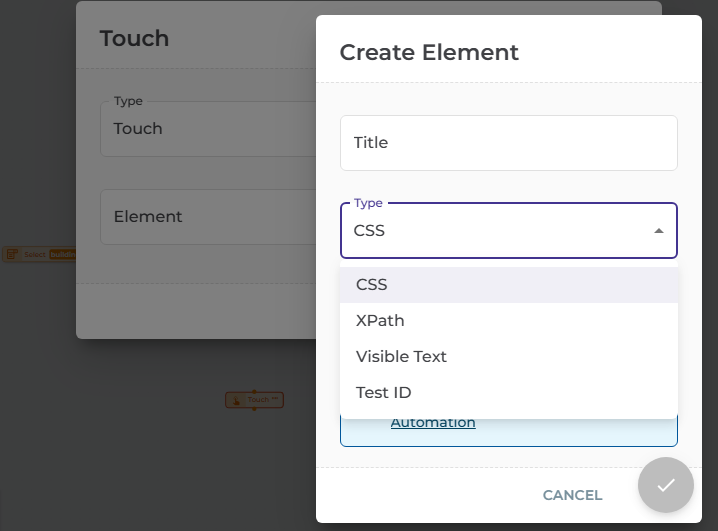 Touch
Type
Touch
Element
Select
Touch ""
Create Element
Title
Type
CSS
CSS
XPath
Visible Text
Test ID
Automation
CANCEL